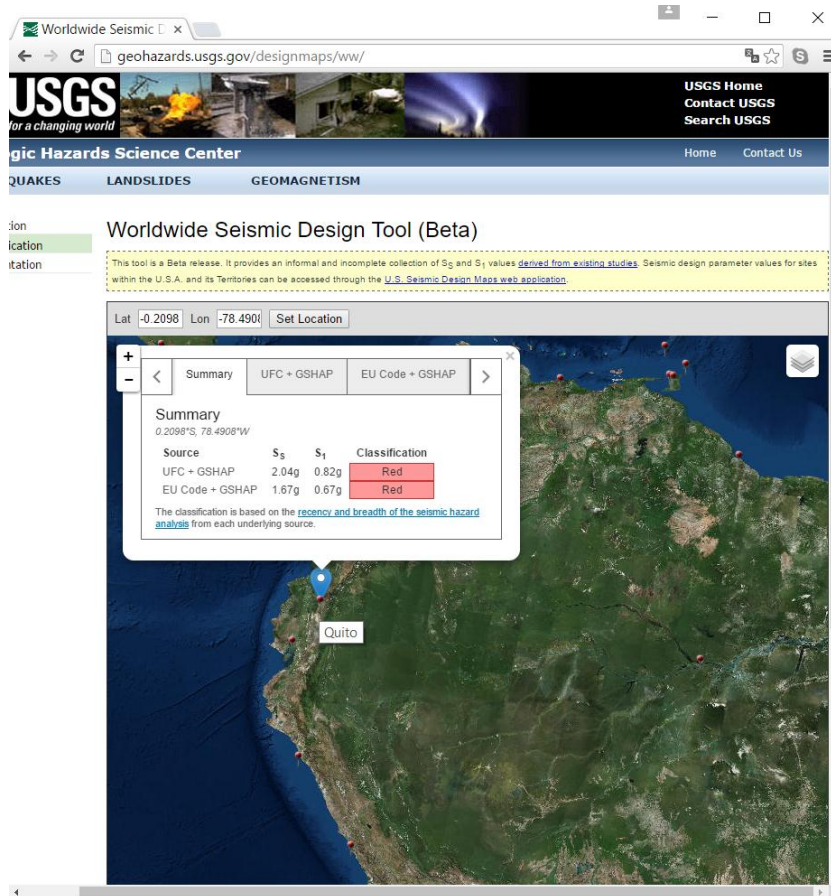 Worldwide Seismic D
geohazards.usgs.gov/designmaps/ww/
USGS
for a changing world
USGS Home
Contact USGS
Search USGS
ogic Hazards Science Center
Home Contact Us
QUAKES LANDSLIDES GEOMAGNETISM
tion
ication
ntation
Worldwide Seismic Design Tool (Beta)
This tool is a Beta release. It provides an informal and incomplete collection of SS and S1 values derived from existing studies. Seismic design parameter values for sites
within the U.S.A. and its Territories can be accessed through the U.S. Seismic Design Maps web application.
Lat -0.2098 Lon -78.4908 Set Location
+
−
Summary UFC + GSHAP EU Code + GSHAP
Summary
0.2098°S, 78.4908°W
Source SS S1 Classification
UFC + GSHAP 2.04g 0.82g Red
EU Code + GSHAP 1.67g 0.67g Red
The classification is based on the recency and breadth of the seismic hazard
analysis from each underlying source.
Quito